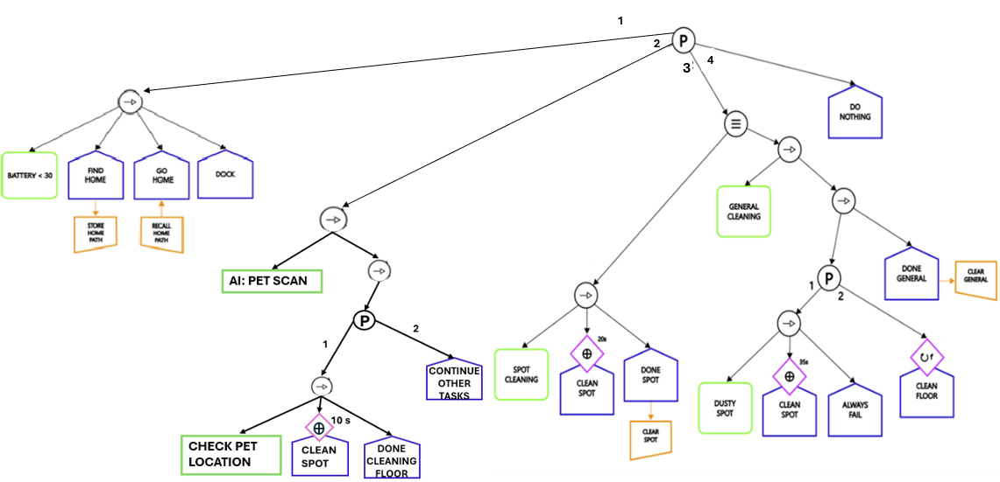 1
P
2
3
4
DO
NOTHING
BATTERY < 30
FIND
HOME
GO
HOME
DOCK
STORE
HOME
PATH
RECALL
HOME
PATH
GENERAL
CLEANING
AI: PET SCAN
P
1
2
CONTINUE
OTHER
TASKS
CHECK PET
LOCATION
10 s
CLEAN
SPOT
DONE
CLEANING
FLOOR
SPOT
CLEANING
20s
CLEAN
SPOT
DONE
SPOT
CLEAR
SPOT
P
1
2
DONE
GENERAL
CLEAR
GENERAL
DUSTY
SPOT
35s
CLEAN
SPOT
ALWAYS
FAIL
f
CLEAN
FLOOR